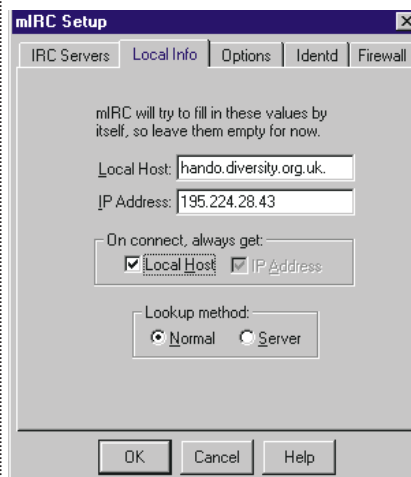 mIRC Setup
IRC Servers Local Info Options Identd Firewall
mIRC will try to fill in these values by
itself, so leave them empty for now.
Local Host: hando.diversity.org.uk.
IP Address: 195.224.28.43
On connect, always get:
Local Host IP Address
Lookup method:
Normal Server
OK Cancel Help